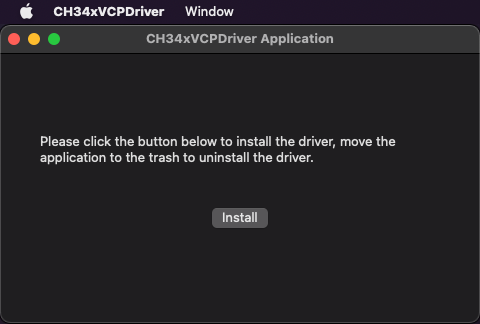 CH34xVCPDriver Window
CH34xVCPDriver Application
Please click the button below to install the driver, move the
application to the trash to uninstall the driver.
Install